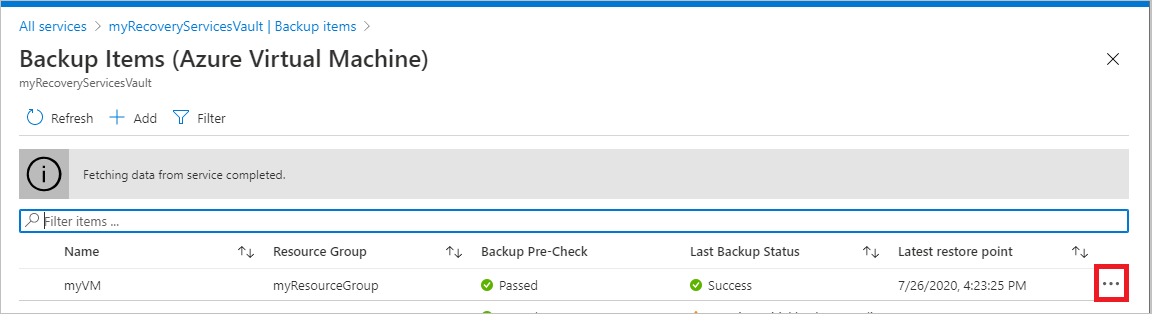 All services > myRecoveryServicesVault | Backup items >
Backup Items (Azure Virtual Machine)
myRecoveryServicesVault
Refresh Add Filter
Fetching data from service completed.
Filter items ...
Name Resource Group Backup Pre-Check Last Backup Status Latest restore point
myVM myResourceGroup Passed Success 7/26/2020, 4:23:25 PM ...